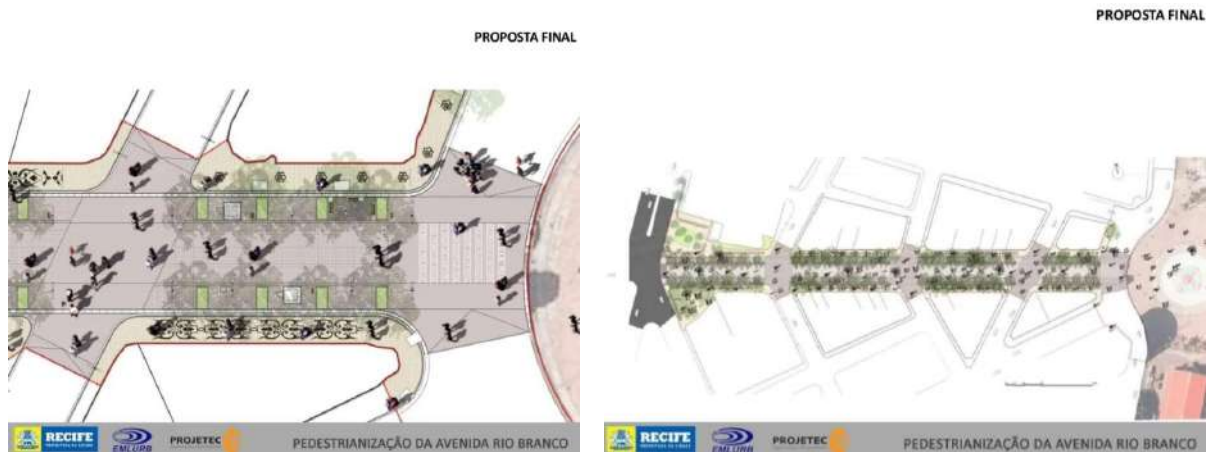 PROPOSTA FINAL
RECIFE
EMLURB
PROJETEC
PEDESTRIANIZAÇÃO DA AVENIDA RIO BRANCO
PROPOSTA FINAL
RECIFE
EMLURB
PROJETEC
PEDESTRIANIZAÇÃO DA AVENIDA RIO BRANCO